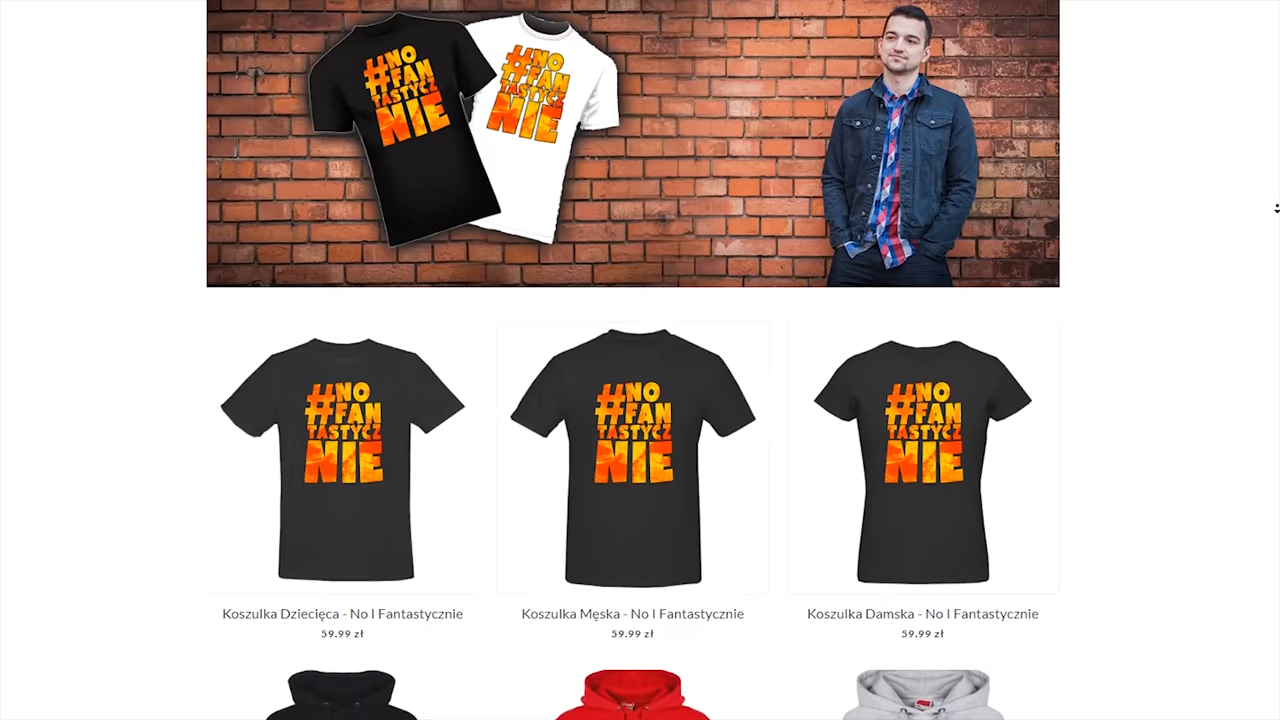 #NO
FAN
TASTYCZ
NIE
#NO
FAN
TASTYCZ
NIE
#NO
FAN
TASTYCZ
NIE
#NO
FAN
TASTYCZ
NIE
#NO
FAN
TASTYCZ
NIE
Koszulka Dziecięca - No I Fantastycznie
Koszulka Męska - No I Fantastycznie
Koszulka Damska - No I Fantastycznie
59.99 zł
59.99 zł
59.99 zł